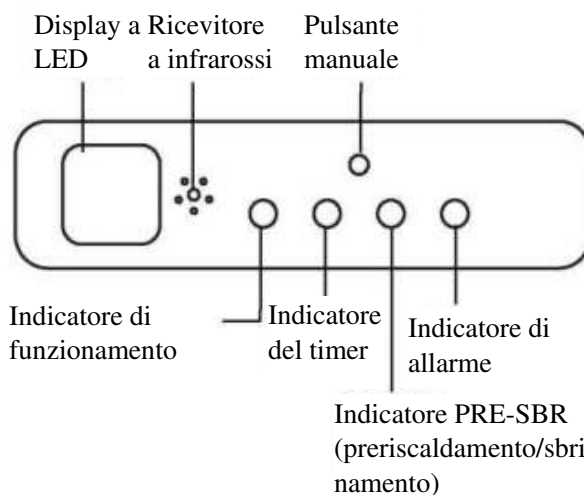 Display a
LED
Ricevitore
a infrarossi
Pulsante
manuale
Indicatore di
funzionamento
Indicatore
del timer
Indicatore di
allarme
Indicatore PRE-SBR
(preriscaldamento/sbri
namento)